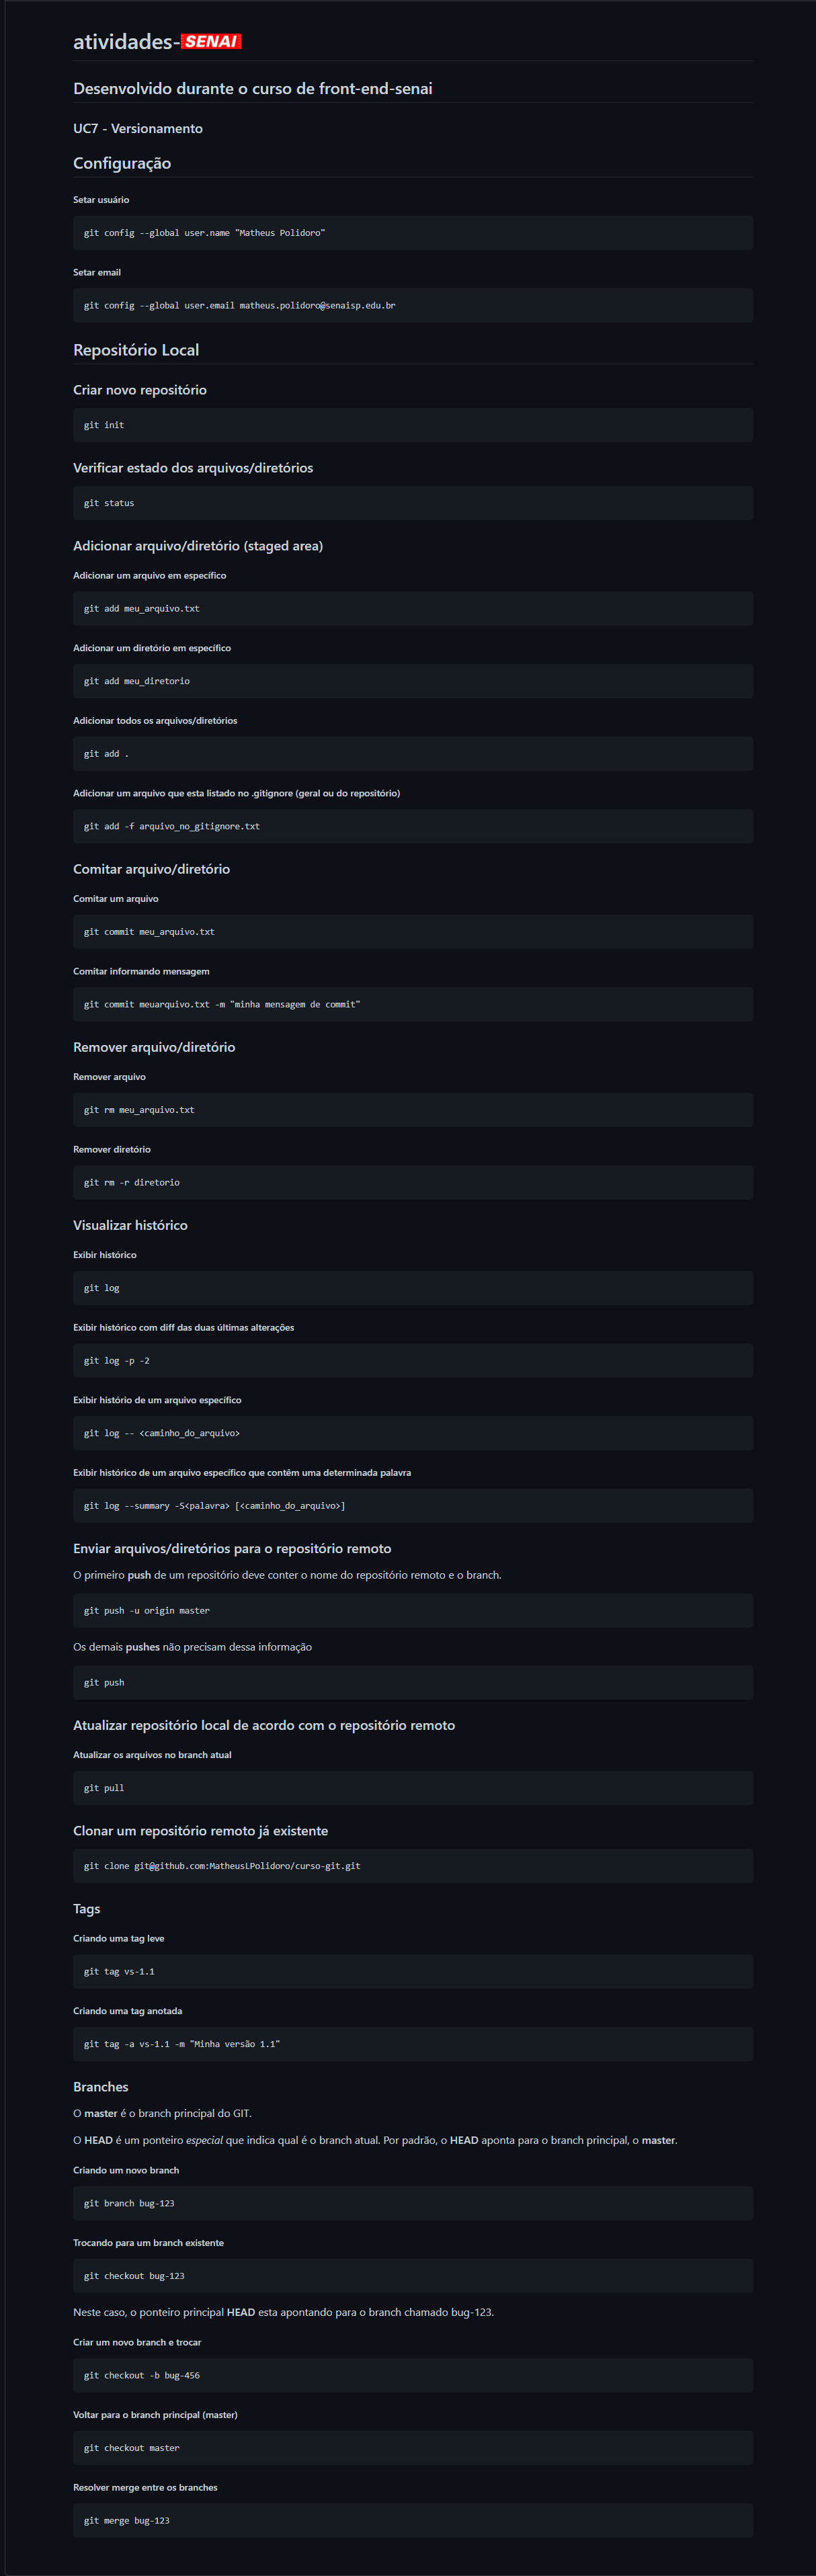 atividades-SENAI
Desenvolvido durante o curso de front-end-senai
UC7 - Versionamento
Configuração
Setar usuário
git config --global user.name "Matheus Polidoro"
Setar email
git config --global user.email matheus.polidoro@senaisp.edu.br
Repositório Local
Criar novo repositório
git init
Verificar estado dos arquivos/diretórios
git status
Adicionar arquivo/diretório (staged area)
Adicionar um arquivo em específico
git add meu_arquivo.txt
Adicionar um diretório em específico
git add meu_diretorio
Adicionar todos os arquivos/diretórios
git add .
Adicionar um arquivo que esta listado no .gitignore (geral ou do repositório)
git add -f arquivo_no_gitignore.txt
Comitar arquivo/diretório
Comitar um arquivo
git commit meu_arquivo.txt
Comitar informando mensagem
git commit meuarquivo.txt -m "minha mensagem de commit"
Remover arquivo/diretório
Remover arquivo
git rm meu_arquivo.txt
Remover diretório
git rm -r diretorio
Visualizar histórico
Exibir histórico
git log
Exibir histórico com diff das duas últimas alterações
git log -p -2
Exibir histório de um arquivo específico
git log -- <caminho_do_arquivo>
Exibir histórico de um arquivo específico que contêm uma determinada palavra
git log --summary -S<palavra> [<caminho_do_arquivo>]
Enviar arquivos/diretórios para o repositório remoto
O primeiro push de um repositório deve conter o nome do repositório remoto e o branch.
git push -u origin master
Os demais pushes não precisam dessa informação
git push
Atualizar repositório local de acordo com o repositório remoto
Atualizar os arquivos no branch atual
git pull
Clonar um repositório remoto já existente
git clone git@github.com:MatheusLPolidoro/curso-git.git
Tags
Criando uma tag leve
git tag vs-1.1
Criando uma tag anotada
git tag -a vs-1.1 -m "Minha versão 1.1"
Branches
O master é o branch principal do GIT.
O HEAD é um ponteiro especial que indica qual é o branch atual. Por padrão, o HEAD aponta para o branch principal, o master.
Criando um novo branch
git branch bug-123
Trocando para um branch existente
git checkout bug-123
Neste caso, o ponteiro principal HEAD esta apontando para o branch chamado bug-123.
Criar um novo branch e trocar
git checkout -b bug-456
Voltar para o branch principal (master)
git checkout master
Resolver merge entre os branches
git merge bug-123